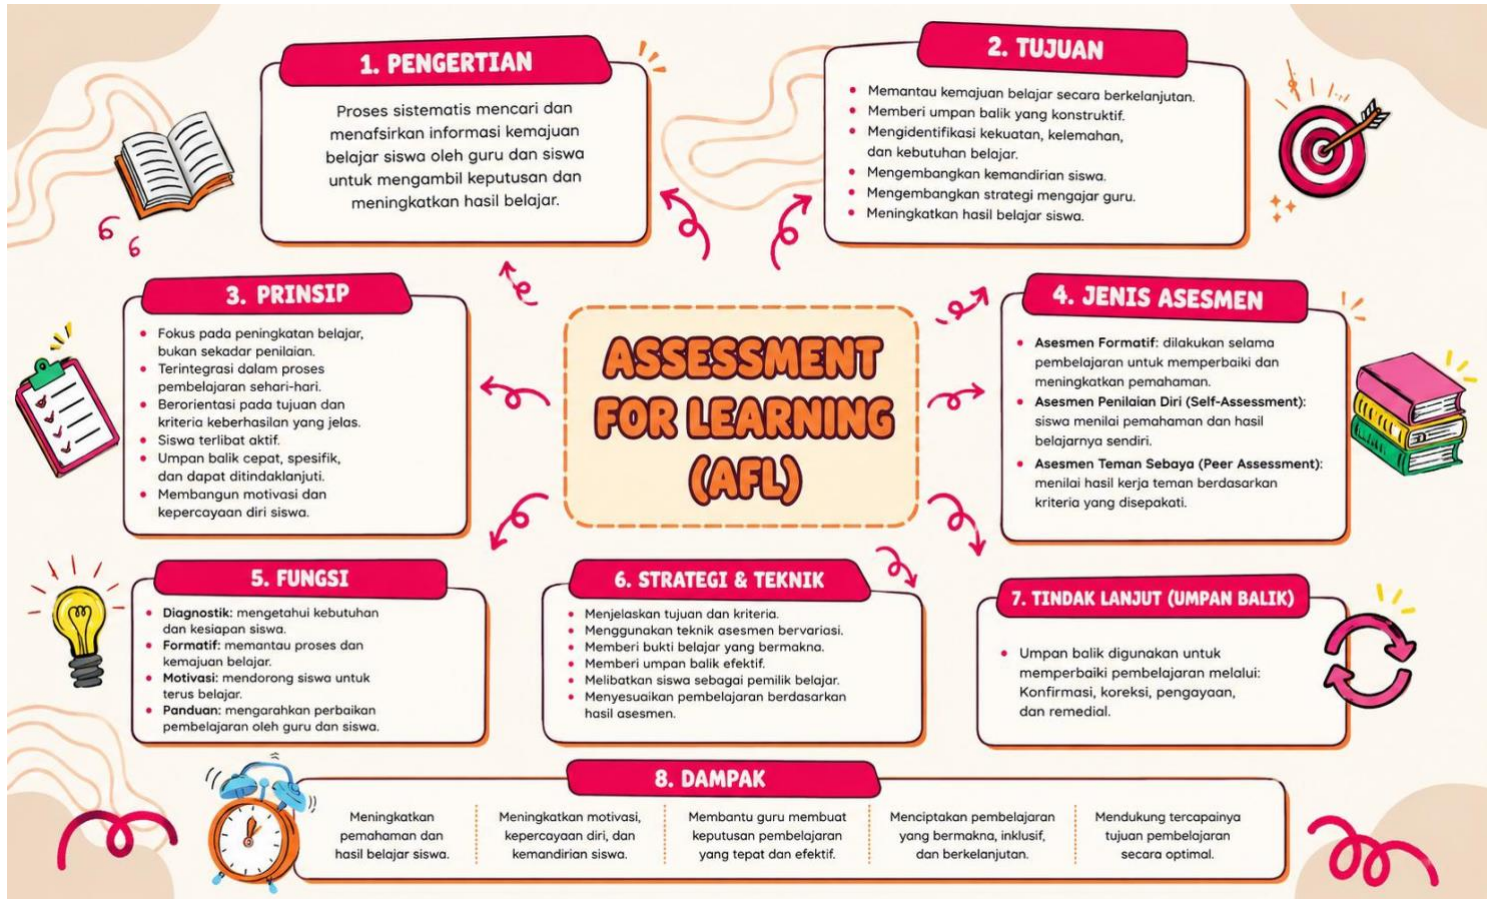 1. PENGERTIAN
Proses sistematis mencari dan
menafsirkan informasi kemajuan
belajar siswa oleh guru dan siswa
untuk mengambil keputusan dan
meningkatkan hasil belajar.
2. TUJUAN
• Memantau kemajuan belajar secara berkelanjutan.
• Memberi umpan balik yang konstruktif.
• Mengidentifikasi kekuatan, kelemahan,
dan kebutuhan belajar.
• Mengembangkan kemandirian siswa.
• Mengembangkan strategi mengajar guru.
• Meningkatkan hasil belajar siswa.
3. PRINSIP
• Fokus pada peningkatan belajar,
bukan sekadar penilaian.
• Terintegrasi dalam proses
pembelajaran sehari-hari.
• Berorientasi pada tujuan dan
kriteria keberhasilan yang jelas.
• Siswa terlibat aktif.
• Umpan balik cepat, spesifik,
dan dapat ditindaklanjuti.
• Membangun motivasi dan
kepercayaan diri siswa.
ASSESSMENT
FOR LEARNING
(AFL)
4. JENIS ASESMEN
• Asesmen Formatif: dilakukan selama
pembelajaran untuk memperbaiki dan
meningkatkan pemahaman.
• Asesmen Penilaian Diri (Self-Assessment):
siswa menilai pemahaman dan hasil
belajarnya sendiri.
• Asesmen Teman Sebaya (Peer Assessment):
menilai hasil kerja teman berdasarkan
kriteria yang disepakati.
5. FUNGSI
• Diagnostik: mengetahui kebutuhan
dan kesiapan siswa.
• Formatif: memantau proses dan
kemajuan belajar.
• Motivasi: mendorong siswa untuk
terus belajar.
• Panduan: mengarahkan perbaikan
pembelajaran oleh guru dan siswa.
6. STRATEGI & TEKNIK
• Menjelaskan tujuan dan kriteria.
• Menggunakan teknik asesmen bervariasi.
• Memberi bukti belajar yang bermakna.
• Memberi umpan balik efektif.
• Melibatkan siswa sebagai pemilik belajar.
• Menyesuaikan pembelajaran berdasarkan
hasil asesmen.
7. TINDAK LANJUT (UMPAN BALIK)
• Umpan balik digunakan untuk
memperbaiki pembelajaran melalui:
Konfirmasi, koreksi, pengayaan,
dan remedial.
8. DAMPAK
Meningkatkan
pemahaman dan
hasil belajar siswa.
Meningkatkan motivasi,
kepercayaan diri, dan
kemandirian siswa.
Membantu guru membuat
keputusan pembelajaran
yang tepat dan efektif.
Menciptakan pembelajaran
yang bermakna, inklusif,
dan berkelanjutan.
Mendukung tercapainya
tujuan pembelajaran
secara optimal.